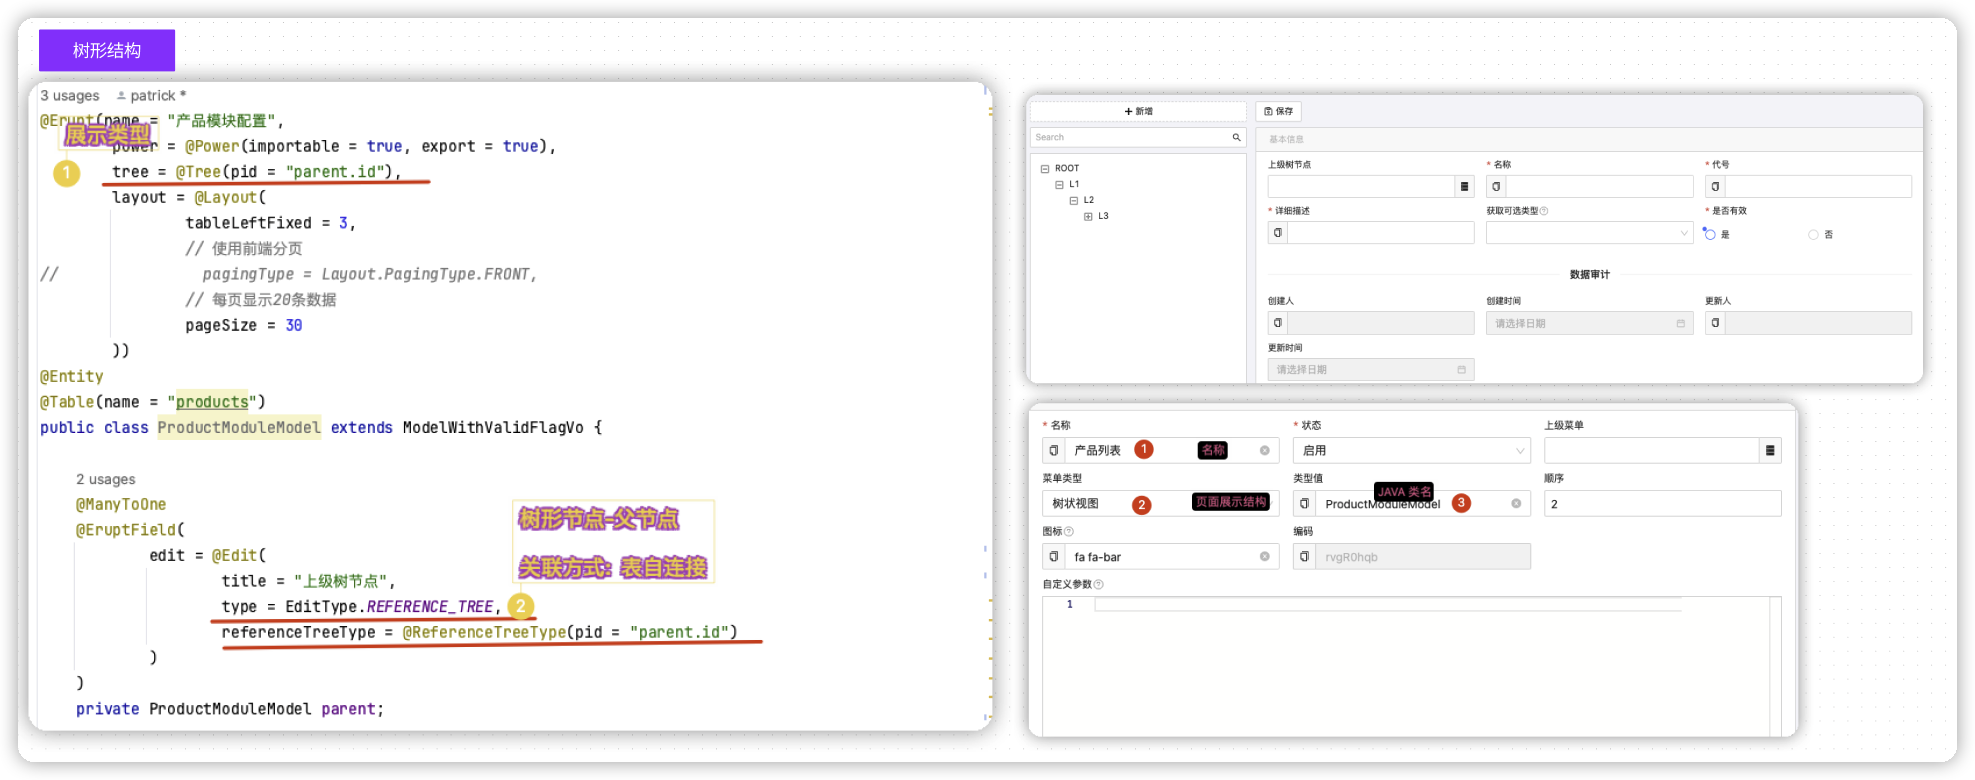 树形结构
3 usages  patrick *
@Erupt(name = "产品模块配置",
展示类型
power = @Power(importable = true, export = true),
1
tree = @Tree(pid = "parent.id"),
layout = @Layout(
tableLeftFixed = 3,
// 使用前端分页
// pagingType = Layout.PagingType.FRONT,
// 每页显示20条数据
pageSize = 30
))
@Entity
@Table(name = "products")
public class ProductModuleModel extends ModelWithValidFlagVo {
2 usages
@ManyToOne
@EruptField(
树形节点-父节点
edit = @Edit(
关联方式: 表自连接
title = "上级树节点",
type = EditType.REFERENCE_TREE,
2
referenceTreeType = @ReferenceTreeType(pid = "parent.id")
)
)
private ProductModuleModel parent;
+ 新增
保存
Search
基本信息
ROOT
L1
L2
L3
上级树节点
* 名称
* 代号
* 详细描述
获取可选类型
* 是否有效
是
否
数据审计
创建人
创建时间
更新人
请选择日期
更新时间
请选择日期
* 名称
* 状态
上级菜单
产品列表
1
名称
启用
菜单类型
类型值
顺序
树状视图
2
页面展示结构
JAVA 类名
ProductModuleModel
3
2
图标
编码
fa fa-bar
rvgR0hqb
自定义参数
1